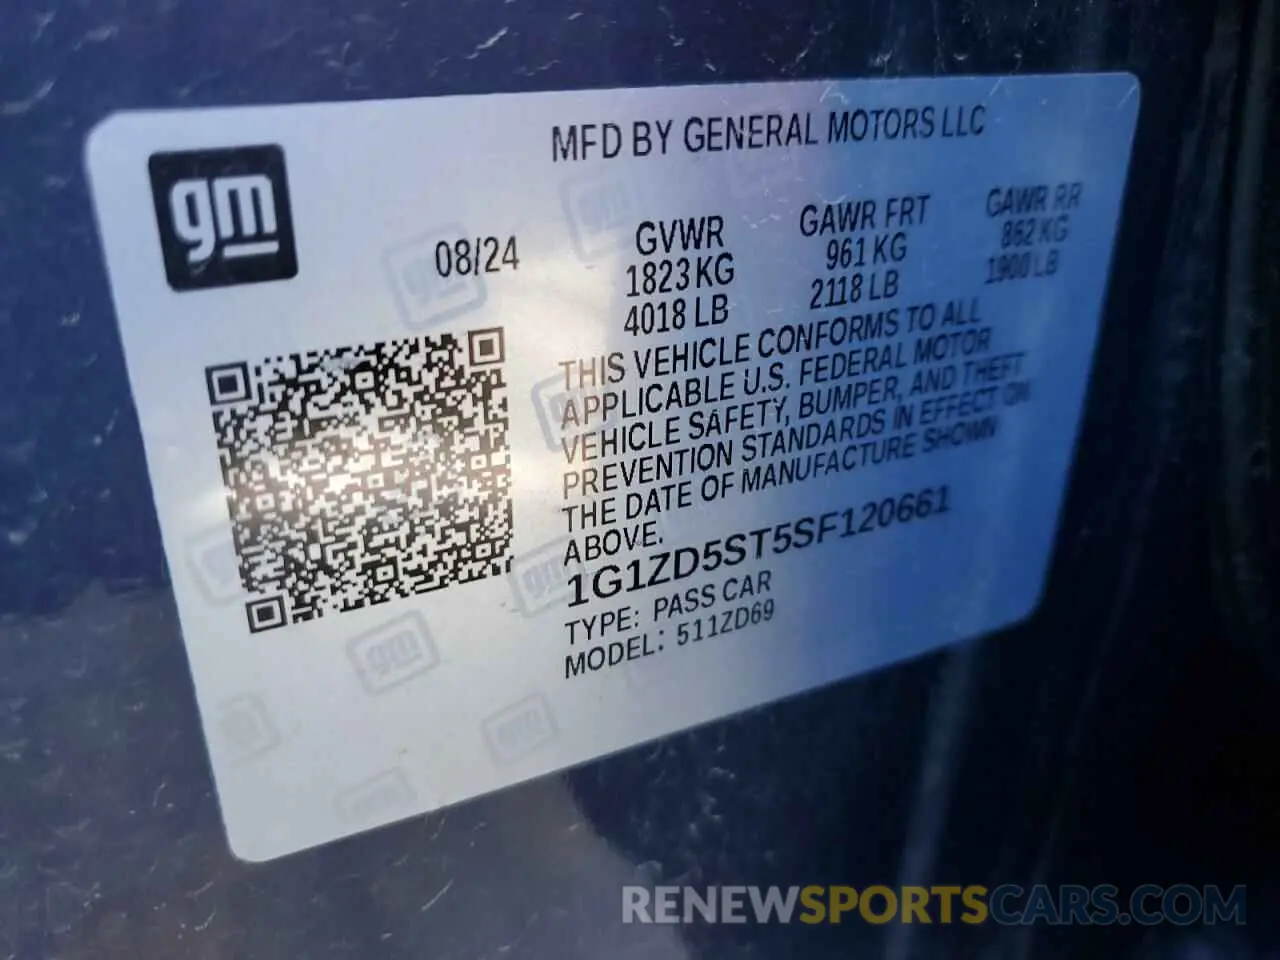 gm
MFD BY GENERAL MOTORS LLC
08/24
GVWR
1823 KG
4018 LB
GAWR FRT
961 KG
2118 LB
GAWR RR
862 KG
1900 LB
THIS VEHICLE CONFORMS TO ALL
APPLICABLE U.S. FEDERAL MOTOR
VEHICLE SAFETY, BUMPER, AND THEFT
PREVENTION STANDARDS IN EFFECT ON
THE DATE OF MANUFACTURE SHOWN
ABOVE.
1G1ZD5ST5SF120661
TYPE: PASS CAR
MODEL: 511ZD69
RENEWSPORTSCARS.COM